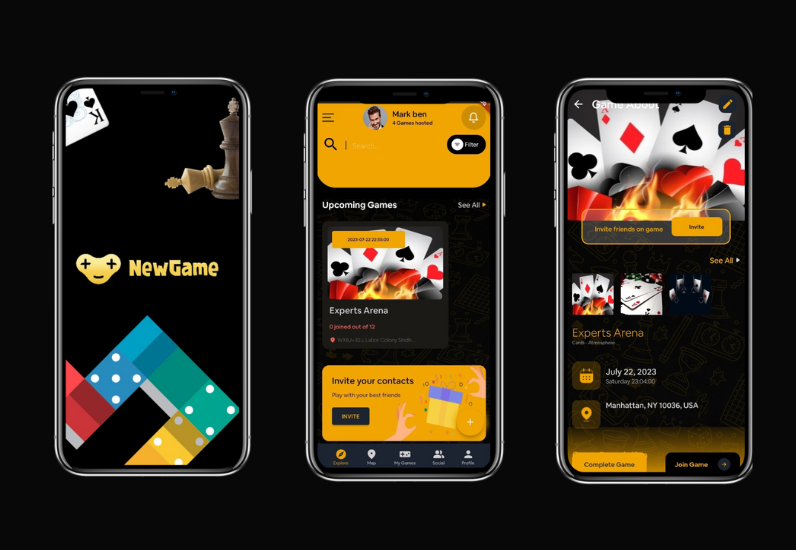 K
NewGame
Mark ben
4 Games hosted
Search...
Filter
Upcoming Games
See All
2023-07-22 22:55:00
Experts Arena
0 joined out of 12
Invite your contacts
Play with your best friends
INVITE
Explore
Map
My Games
Social
Profile
Game About
Invite friends on game
Invite
See All
Experts Arena
Cards - Atmosphere
July 22, 2023
Saturday 23:04:00
Manhattan, NY 10036, USA
Complete Game
Join Game